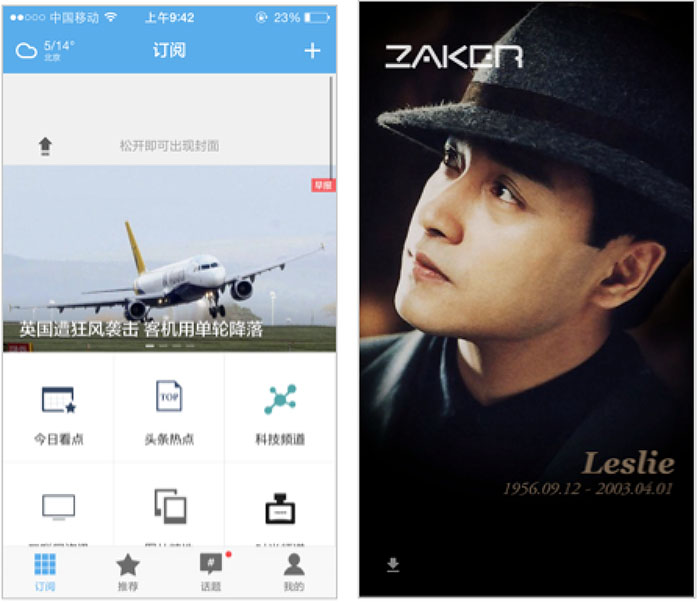 中国移动
上午9:42
23%
5/14°
北京
订阅
松开即可出现封面
早报
英国遭狂风袭击 客机用单轮降落
今日看点
TOP
头条热点
科技频道
订阅
推荐
#
话题
我的
ZAKER
Leslie
1956.09.12 - 2003.04.01